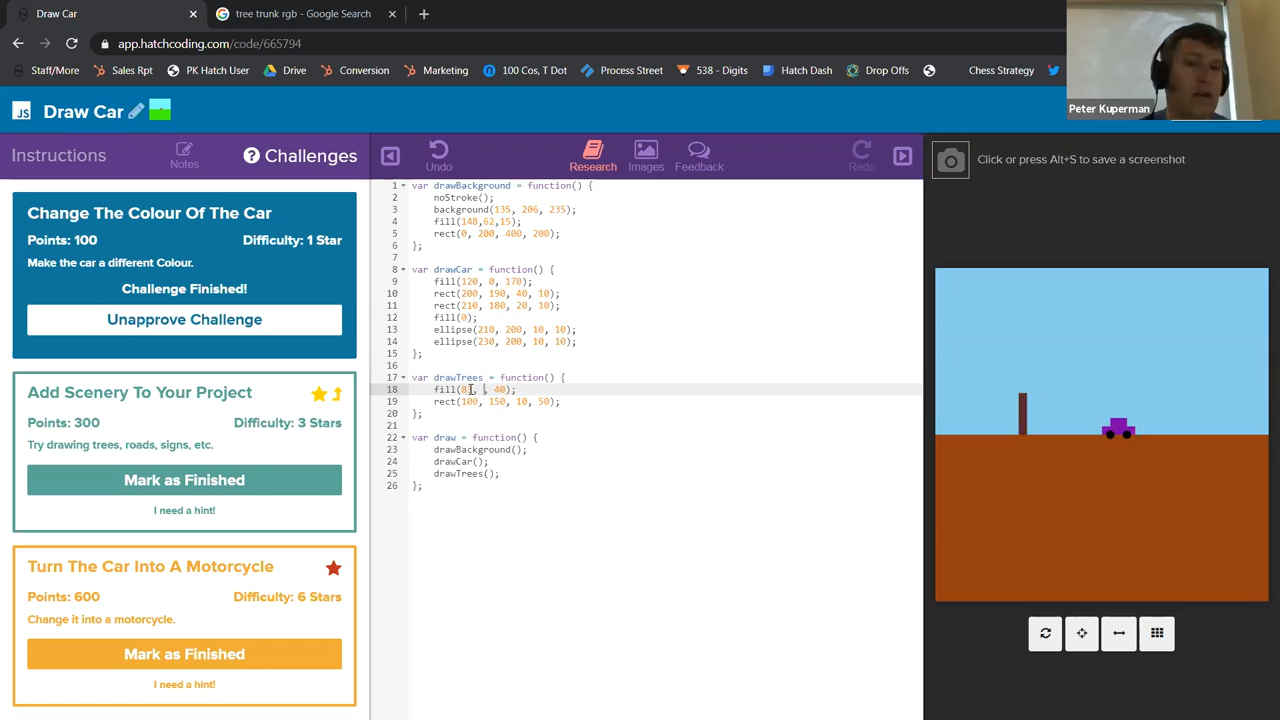 Draw Car
tree trunk rgb - Google Search
app.hatchcoding.com/code/665794
Staff/More
Sales Rpt
PK Hatch User
Drive
Conversion
Marketing
100 Cos, T Dot
Process Street
538 - Digits
Hatch Dash
Drop Offs
Chess Strategy
Peter Kuperman
JS
Draw Car
Instructions
Notes
Challenges
Undo
Research
Images
Feedback
Redo
Click or press Alt+S to save a screenshot
Change The Colour Of The Car
Points: 100
Difficulty: 1 Star
Make the car a different Colour.
Challenge Finished!
Unapprove Challenge
Add Scenery To Your Project
Points: 300
Difficulty: 3 Stars
Try drawing trees, roads, signs, etc.
Mark as Finished
I need a hint!
Turn The Car Into A Motorcycle
Points: 600
Difficulty: 6 Stars
Change it into a motorcycle.
Mark as Finished
I need a hint!
1 var drawBackground = function() {
2 noStroke();
3 background(135, 206, 235);
4 fill(148,62,15);
5 rect(0, 200, 400, 200);
6 };
7
8 var drawCar = function() {
9 fill(120, 0, 170);
10 rect(200, 190, 40, 10);
11 rect(210, 180, 20, 10);
12 fill(0);
13 ellipse(210, 200, 10, 10);
14 ellipse(230, 200, 10, 10);
15 };
16
17 var drawTrees = function() {
18 , 40);
19 rect(100, 150, 10, 50);
20 };
21
22 var draw = function() {
23 drawBackground();
24 drawCar();
25 drawTrees();
26 };